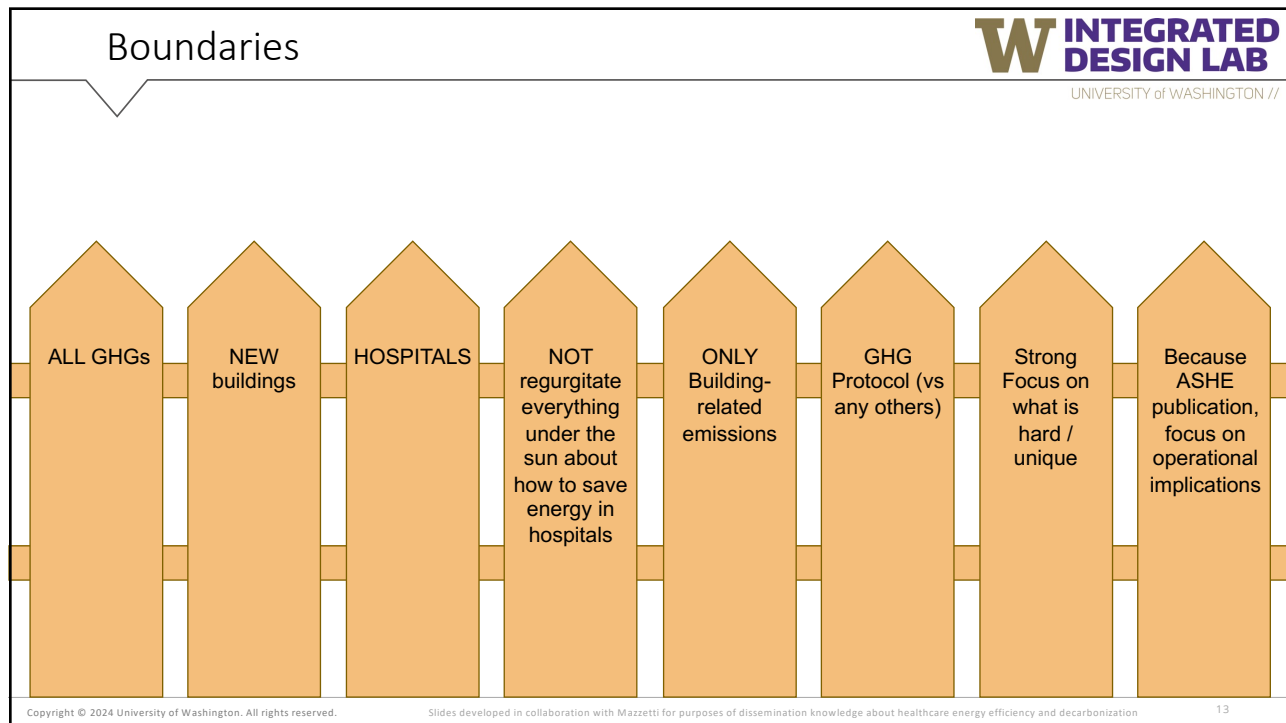 Boundaries
W INTEGRATED
DESIGN LAB
UNIVERSITY of WASHINGTON //
ALL GHGs
NEW
buildings
HOSPITALS
NOT
regurgitate
everything
under the
sun about
how to save
energy in
hospitals
ONLY
Building-
related
emissions
GHG
Protocol (vs
any others)
Strong
Focus on
what is
hard /
unique
Because
ASHE
publication,
focus on
operational
implications
Copyright © 2024 University of Washington. All rights reserved.
Slides developed in collaboration with Mazzetti for purposes of dissemination knowledge about healthcare energy efficiency and decarbonization
13